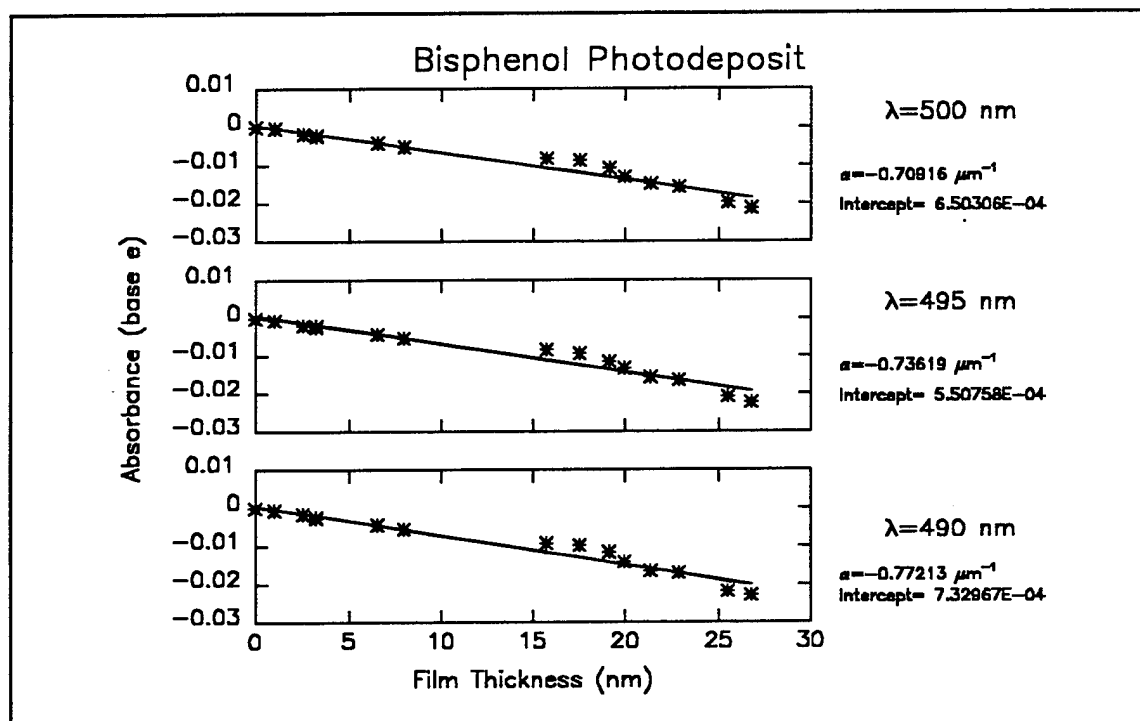 Bisphenol Photodeposit
0.01
0
-0.01
-0.02
-0.03
λ=500 nm
α=-0.70916 μm⁻¹
Intercept= 6.50306E-04
0.01
0
-0.01
-0.02
-0.03
λ=495 nm
α=-0.73619 μm⁻¹
Intercept= 5.50758E-04
0.01
0
-0.01
-0.02
-0.03
λ=490 nm
α=-0.77213 μm⁻¹
Intercept= 7.32967E-04
Absorbance (base e)
0 5 10 15 20 25 30
Film Thickness (nm)